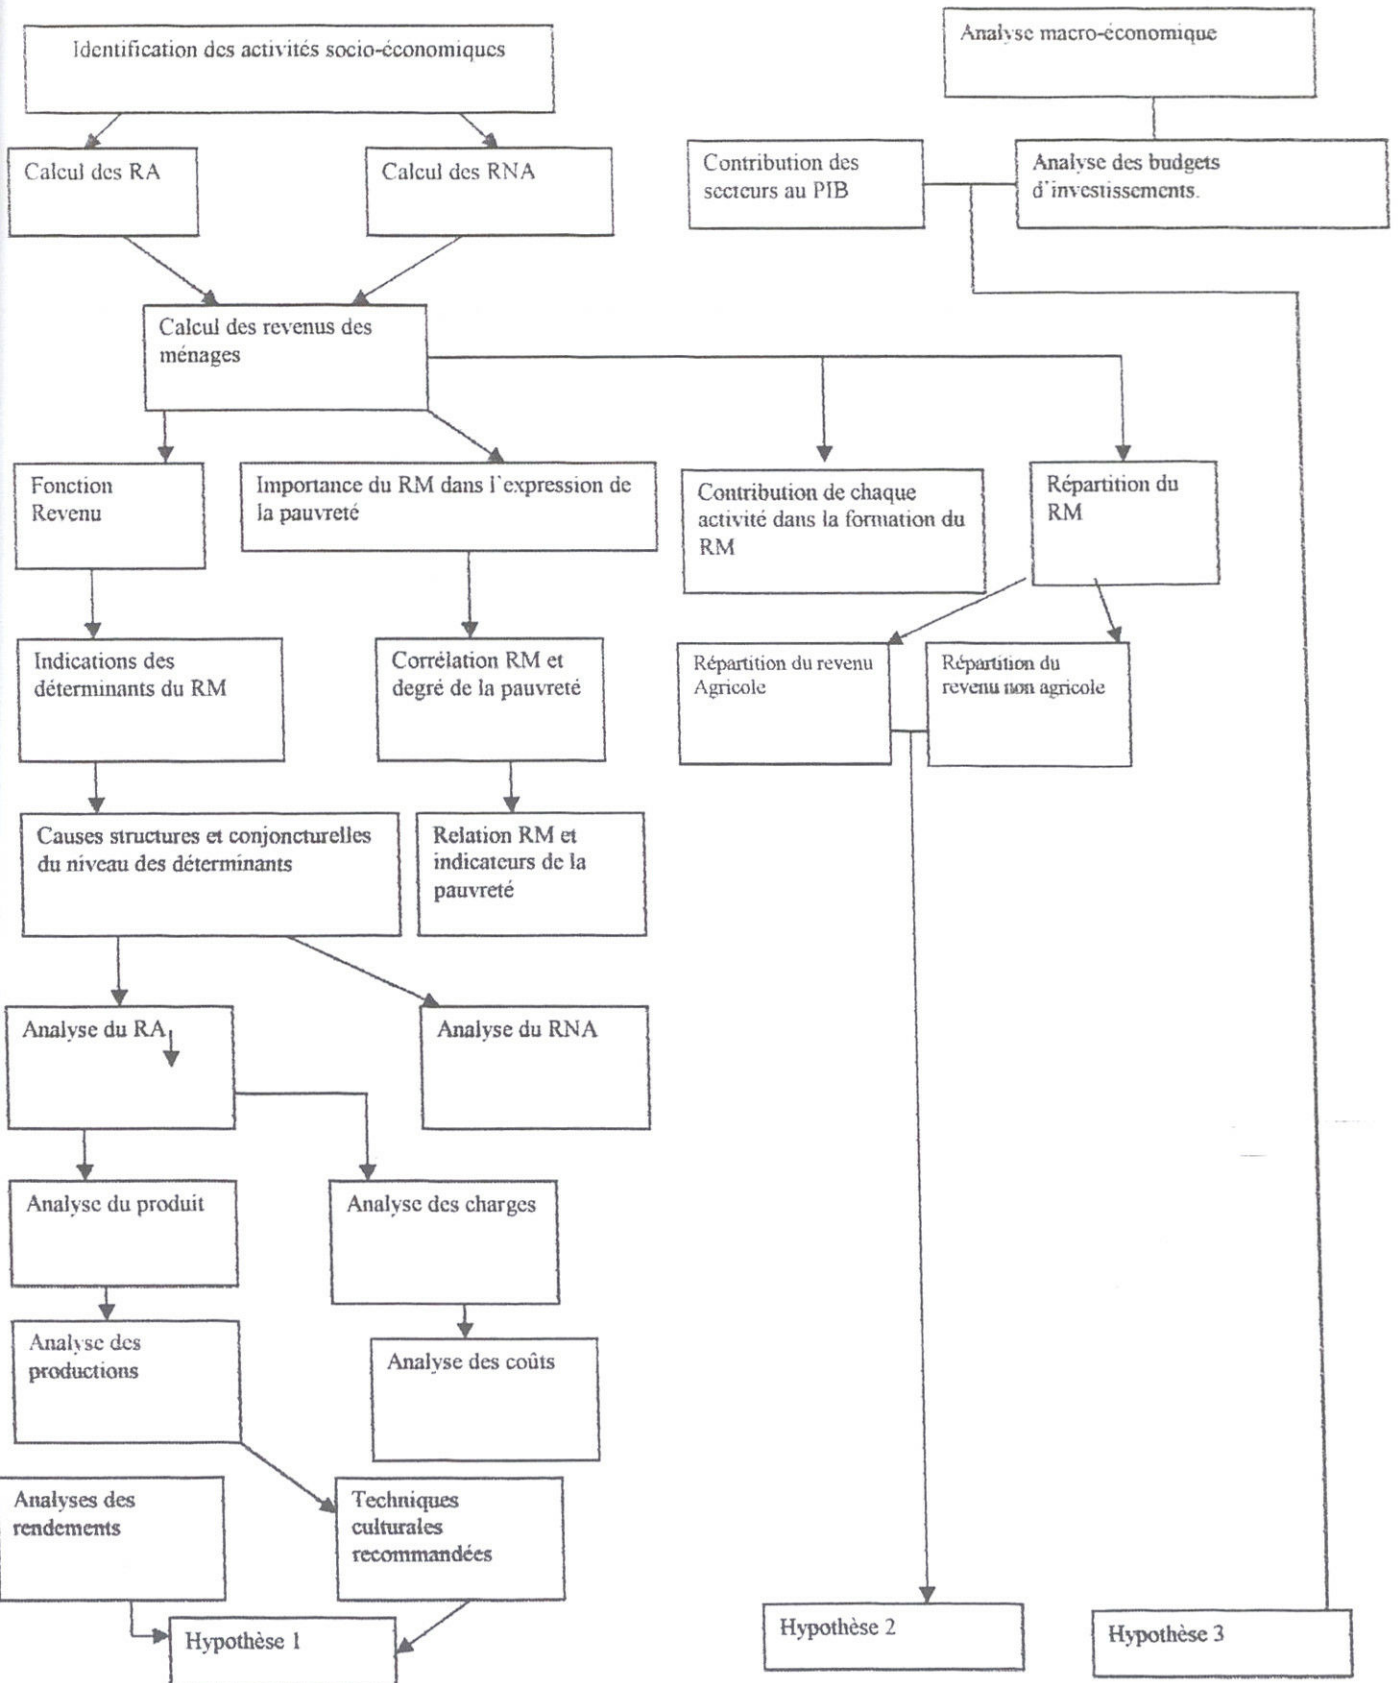 Identification des activités socio-économiques
Analyse macro-économique
Calcul des RA
Calcul des RNA
Contribution des
secteurs au PIB
Analyse des budgets
d'investissements.
Calcul des revenus des
ménages
Fonction
Revenu
Importance du RM dans l'expression de
la pauvreté
Contribution de chaque
activité dans la formation du
RM
Répartition du
RM
Indications des
déterminants du RM
Corrélation RM et
degré de la pauvreté
Répartition du revenu
Agricole
Répartition du
revenu non agricole
Causes structures et conjoncturelles
du niveau des déterminants
Relation RM et
indicateurs de la
pauvreté
Analyse du RA
Analyse du RNA
Analyse du produit
Analyse des charges
Analyse des
productions
Analyse des coûts
Analyses des
rendements
Techniques
culturales
recommandées
Hypothèse 1
Hypothèse 2
Hypothèse 3